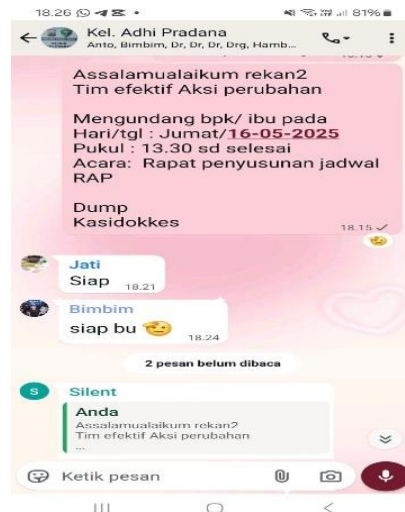 18.26
81%
Kel. Adhi Pradana
Anto, Bimbim, Dr, Dr, Dr, Drg, Hamb...
Assalamualaikum rekan2
Tim efektif Aksi perubahan
Mengundang bpk/ ibu pada
Hari/tgl : Jumat/16-05-2025
Pukul : 13.30 sd selesai
Acara: Rapat penyusunan jadwal
RAP
Dump
Kasidokkes
18.15
Jati
Siap
18.21
Bimbim
siap bu
18.24
2 pesan belum dibaca
S
Silent
Anda
Assalamualaikum rekan2
Tim efektif Aksi perubahan
...
Ketik pesan